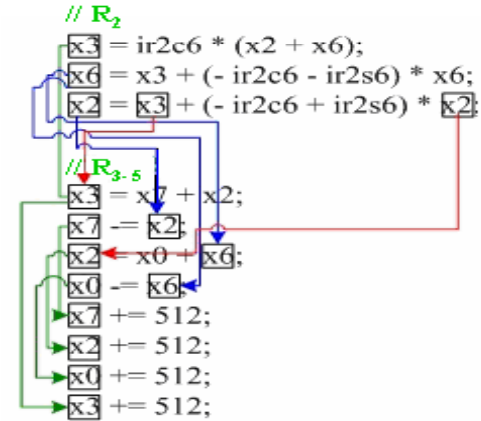 // R2
x3 = ir2c6 * (x2 + x6);
x6 = x3 + (- ir2c6 - ir2s6) * x6;
x2 = x3 + (- ir2c6 + ir2s6) * x2;
// R3-5
x3 = x7 + x2;
x7 -= x2;
x2 = x0 + x6;
x0 -= x6;
x7 += 512;
x2 += 512;
x0 += 512;
x3 += 512;